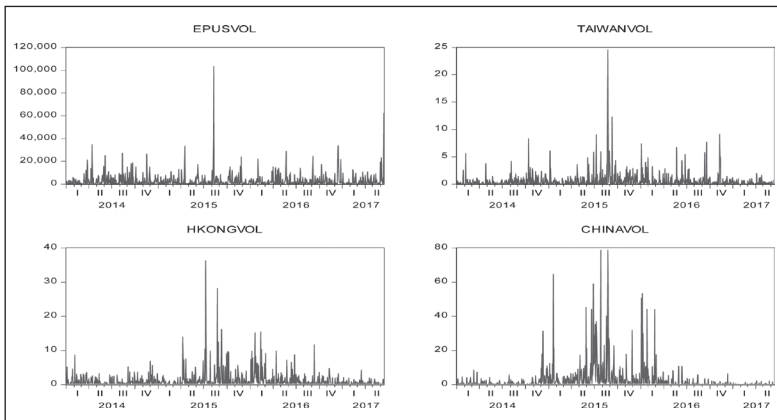 EPUSVOL
120,000
100,000
80,000
60,000
40,000
20,000
0
I II III IV I II III IV I II III IV I II
2014 2015 2016 2017
TAIWANVOL
25
20
15
10
5
0
I II III IV I II III IV I II III IV I II
2014 2015 2016 2017
HKONGVOL
40
30
20
10
0
I II III IV I II III IV I II III IV I II
2014 2015 2016 2017
CHINAVOL
80
60
40
20
0
I II III IV I II III IV I II III IV I II
2014 2015 2016 2017